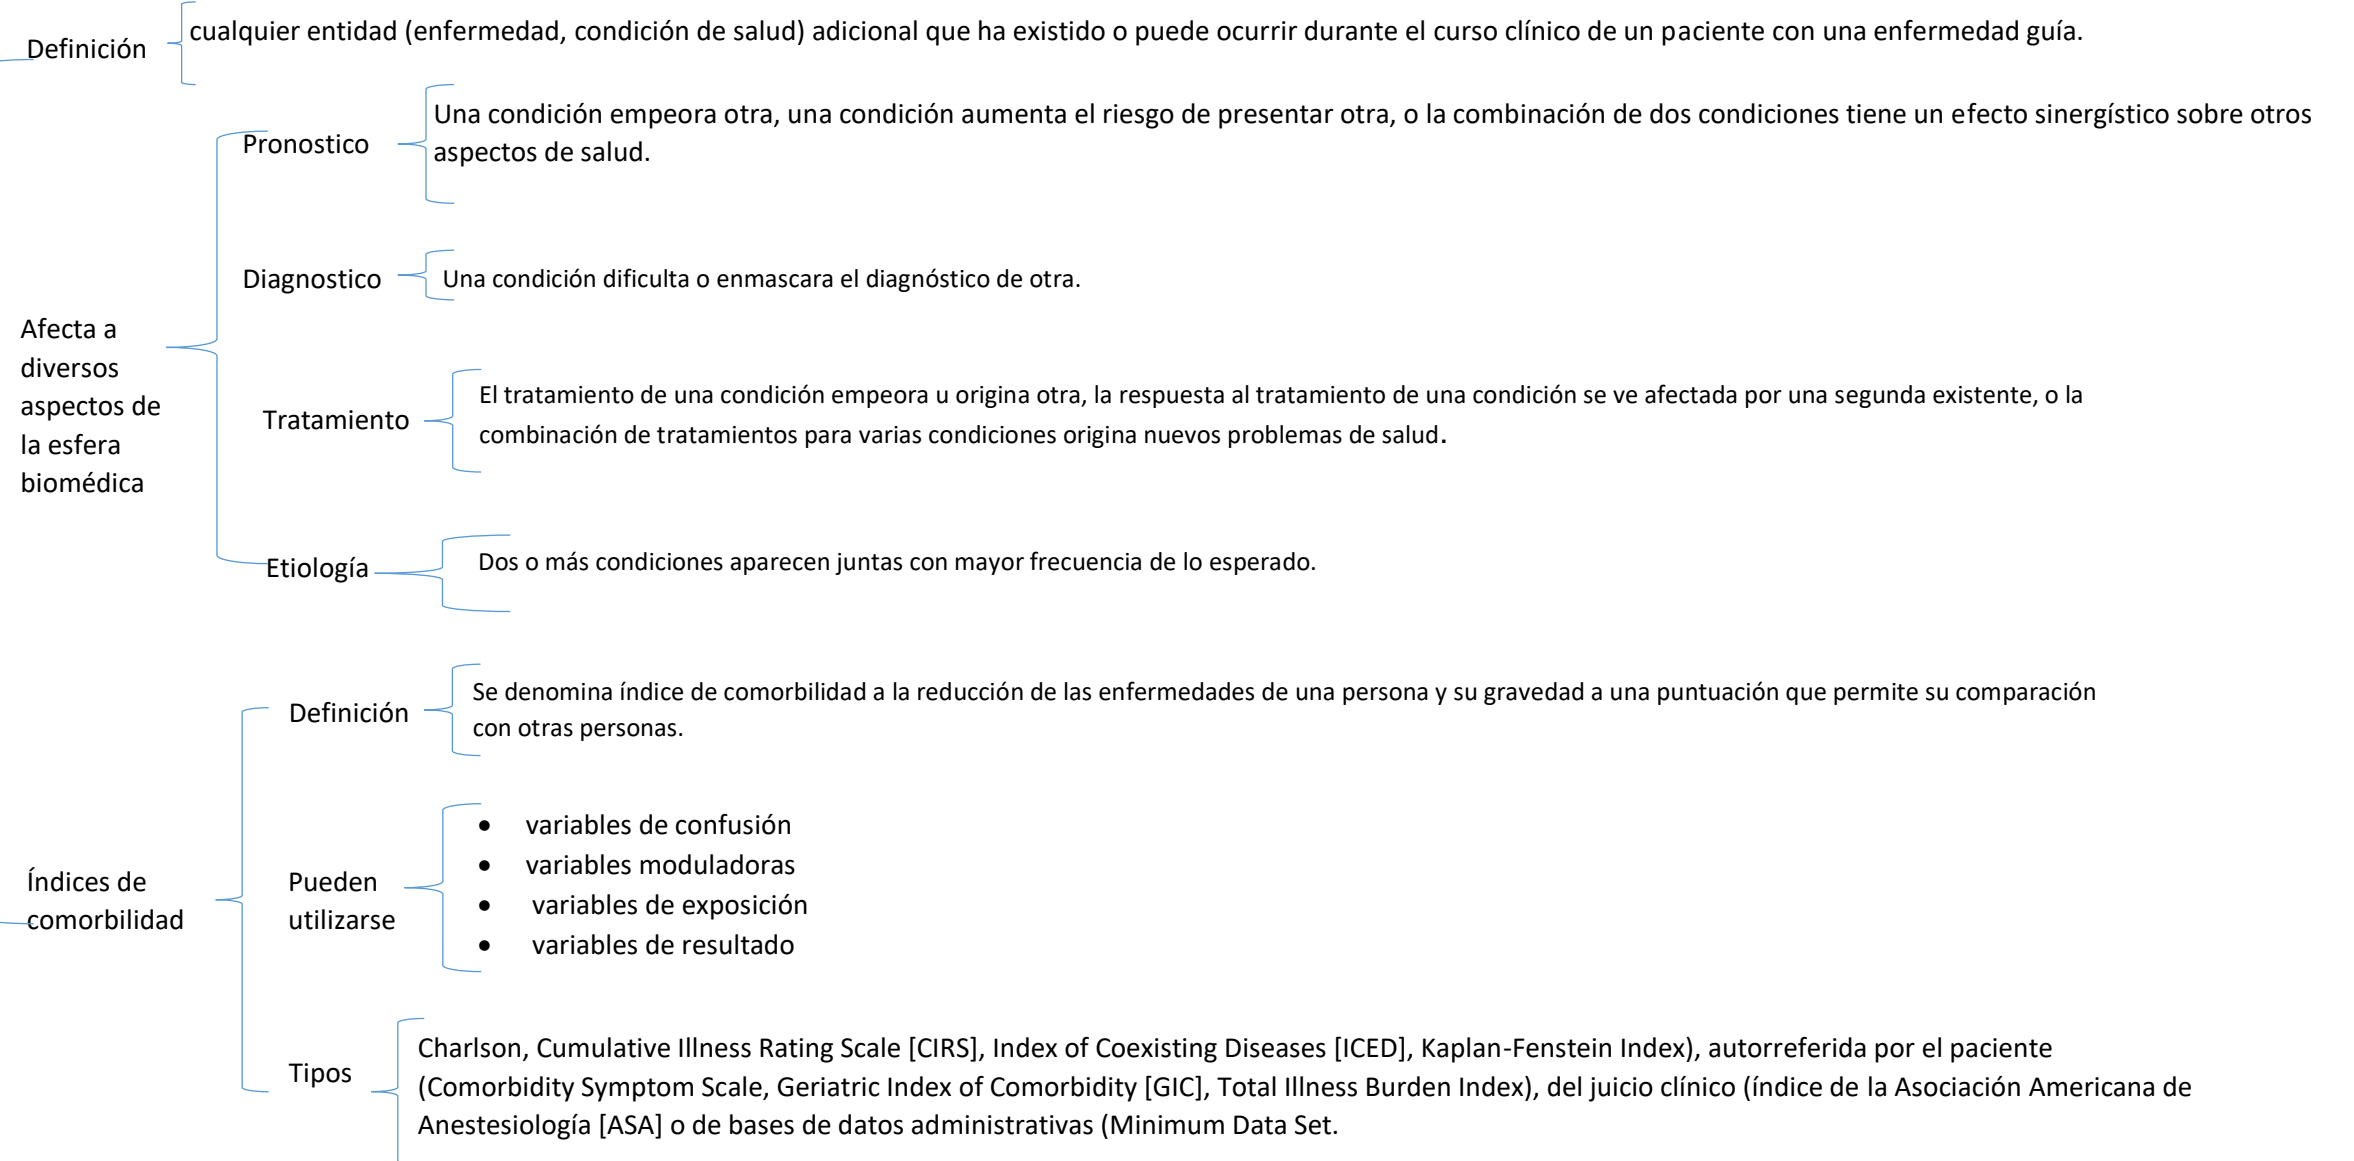 Definición
cualquier entidad (enfermedad, condición de salud) adicional que ha existido o puede ocurrir durante el curso clínico de un paciente con una enfermedad guía.
Afecta a
diversos
aspectos de
la esfera
biomédica
Pronostico
Una condición empeora otra, una condición aumenta el riesgo de presentar otra, o la combinación de dos condiciones tiene un efecto sinergístico sobre otros
aspectos de salud.
Diagnostico
Una condición dificulta o enmascara el diagnóstico de otra.
Tratamiento
El tratamiento de una condición empeora u origina otra, la respuesta al tratamiento de una condición se ve afectada por una segunda existente, o la
combinación de tratamientos para varias condiciones origina nuevos problemas de salud.
Etiología
Dos o más condiciones aparecen juntas con mayor frecuencia de lo esperado.
Índices de
comorbilidad
Definición
Se denomina índice de comorbilidad a la reducción de las enfermedades de una persona y su gravedad a una puntuación que permite su comparación
con otras personas.
Pueden
utilizarse
• variables de confusión
• variables moduladoras
• variables de exposición
• variables de resultado
Tipos
Charlson, Cumulative Illness Rating Scale [CIRS], Index of Coexisting Diseases [ICED], Kaplan-Fenstein Index), autorreferida por el paciente
(Comorbidity Symptom Scale, Geriatric Index of Comorbidity [GIC], Total Illness Burden Index), del juicio clínico (índice de la Asociación Americana de
Anestesiología [ASA] o de bases de datos administrativas (Minimum Data Set.